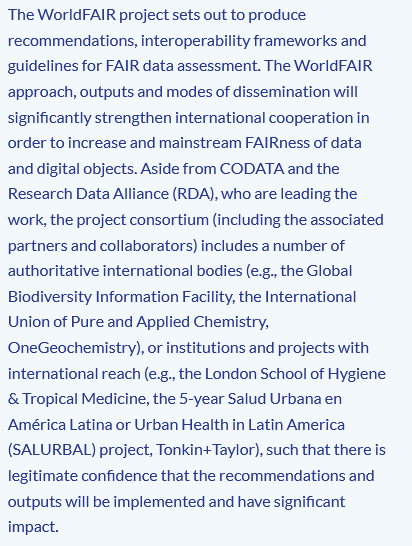 The WorldFAIR project sets out to produce
recommendations, interoperability frameworks and
guidelines for FAIR data assessment. The WorldFAIR
approach, outputs and modes of dissemination will
significantly strengthen international cooperation in
order to increase and mainstream FAIRness of data
and digital objects. Aside from CODATA and the
Research Data Alliance (RDA), who are leading the
work, the project consortium (including the associated
partners and collaborators) includes a number of
authoritative international bodies (e.g., the Global
Biodiversity Information Facility, the International
Union of Pure and Applied Chemistry,
OneGeochemistry), or institutions and projects with
international reach (e.g., the London School of Hygiene
& Tropical Medicine, the 5-year Salud Urbana en
América Latina or Urban Health in Latin America
(SALURBAL) project, Tonkin+Taylor), such that there is
legitimate confidence that the recommendations and
outputs will be implemented and have significant
impact.